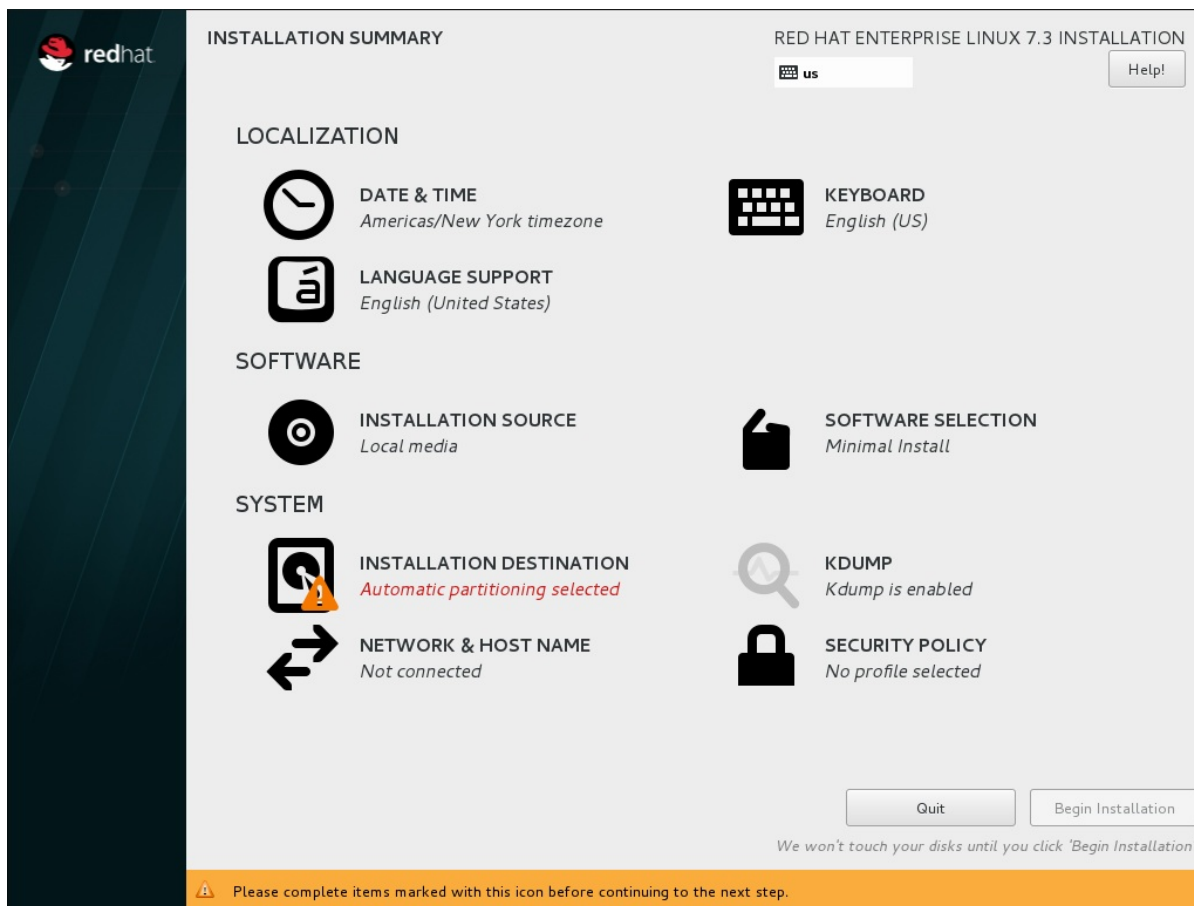 redhat.
INSTALLATION SUMMARY
RED HAT ENTERPRISE LINUX 7.3 INSTALLATION
us
Help!
LOCALIZATION
DATE & TIME
Americas/New York timezone
KEYBOARD
English (US)
á
LANGUAGE SUPPORT
English (United States)
SOFTWARE
INSTALLATION SOURCE
Local media
SOFTWARE SELECTION
Minimal Install
SYSTEM
INSTALLATION DESTINATION
Automatic partitioning selected
KDUMP
Kdump is enabled
NETWORK & HOST NAME
Not connected
SECURITY POLICY
No profile selected
Quit
Begin Installation
We won't touch your disks until you click 'Begin Installation
Please complete items marked with this icon before continuing to the next step.